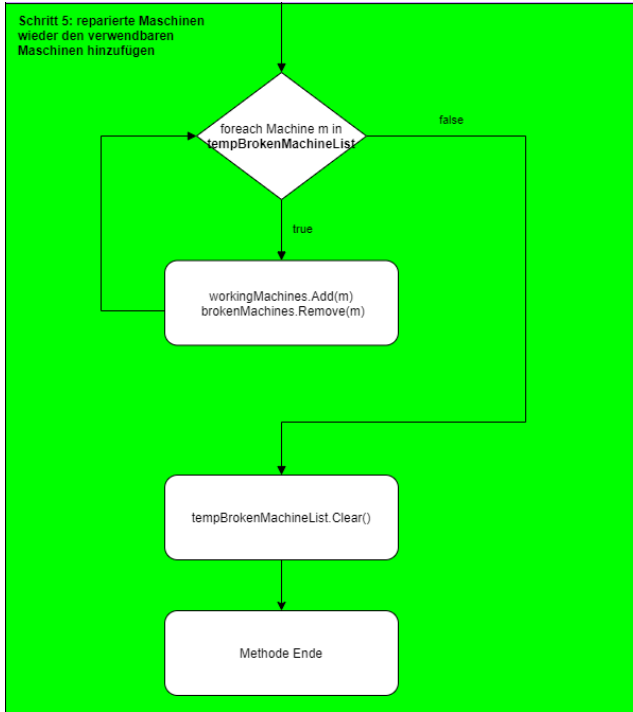 Schritt 5: reparierte Maschinen
wieder den verwendbaren
Maschinen hinzufügen
foreach Machine m in
tempBrokenMachineList
false
true
workingMachines.Add(m)
brokenMachines.Remove(m)
tempBrokenMachineList.Clear()
Methode Ende